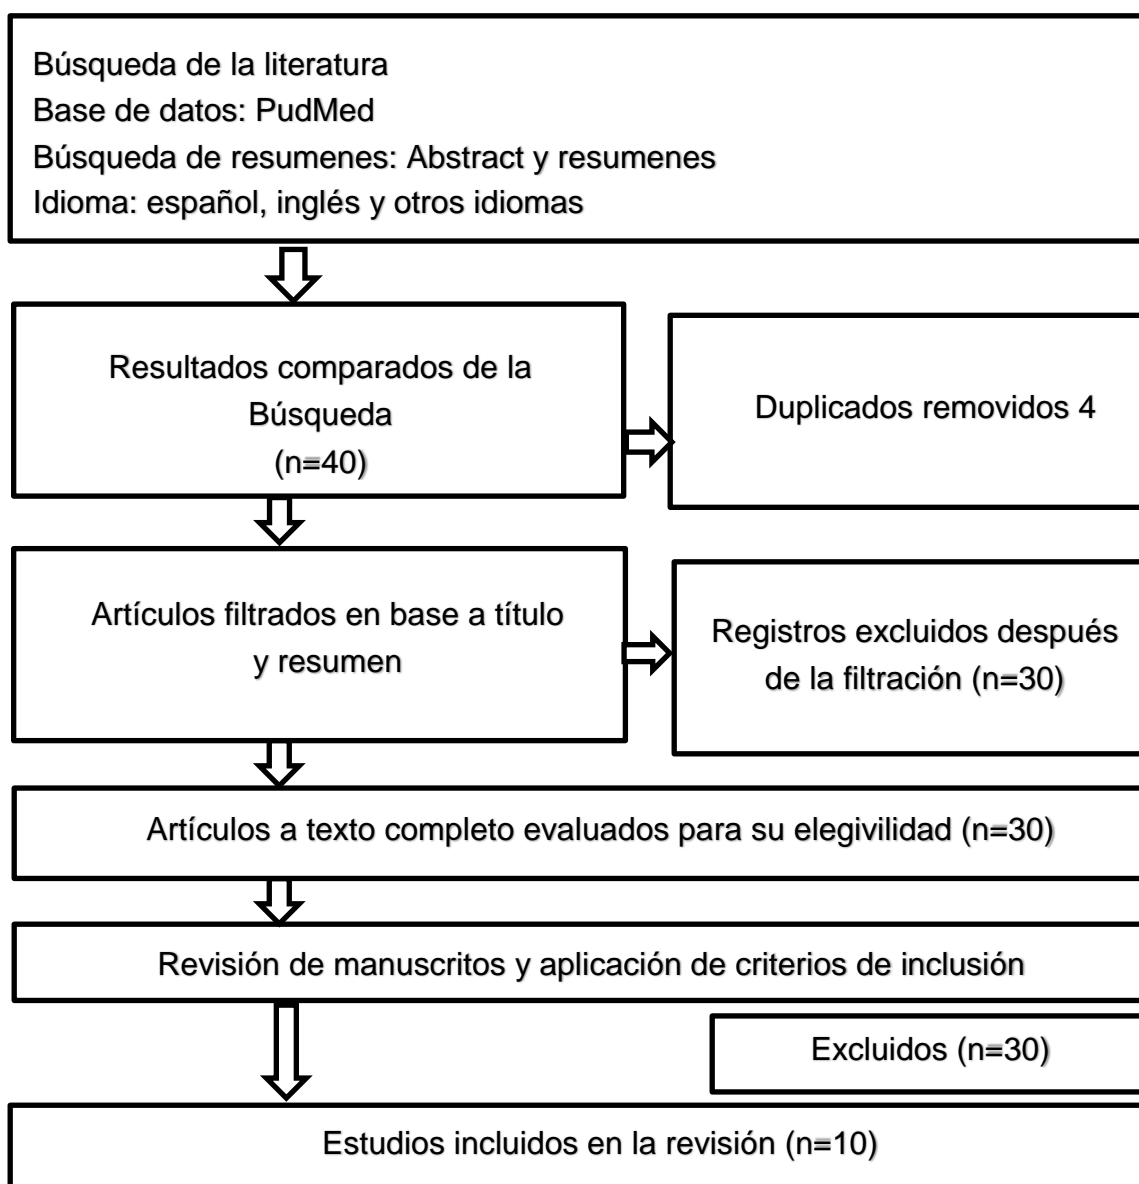 Búsqueda de la literatura
Base de datos: PudMed
Búsqueda de resumenes: Abstract y resumenes
Idioma: español, inglés y otros idiomas
Resultados comparados de la
Búsqueda
(n=40)
Duplicados removidos 4
Artículos filtrados en base a título
y resumen
Registros excluidos después
de la filtración (n=30)
Artículos a texto completo evaluados para su elegivilidad (n=30)
Revisión de manuscritos y aplicación de criterios de inclusión
Excluidos (n=30)
Estudios incluidos en la revisión (n=10)